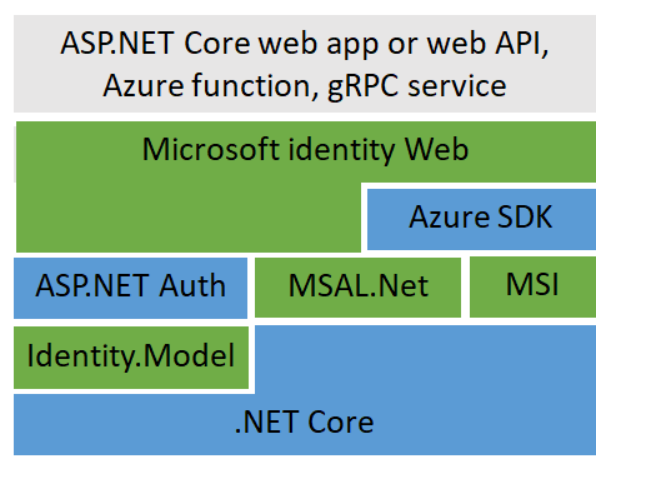 ASP.NET Core web app or web API,
Azure function, gRPC service
Microsoft identity Web
Azure SDK
ASP.NET Auth
MSAL.Net
MSI
Identity.Model
.NET Core